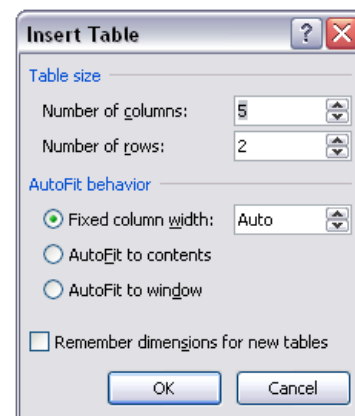 Insert Table
Table size
Number of columns: 5
Number of rows: 2
AutoFit behavior
Fixed column width: Auto
AutoFit to contents
AutoFit to window
Remember dimensions for new tables
OK Cancel